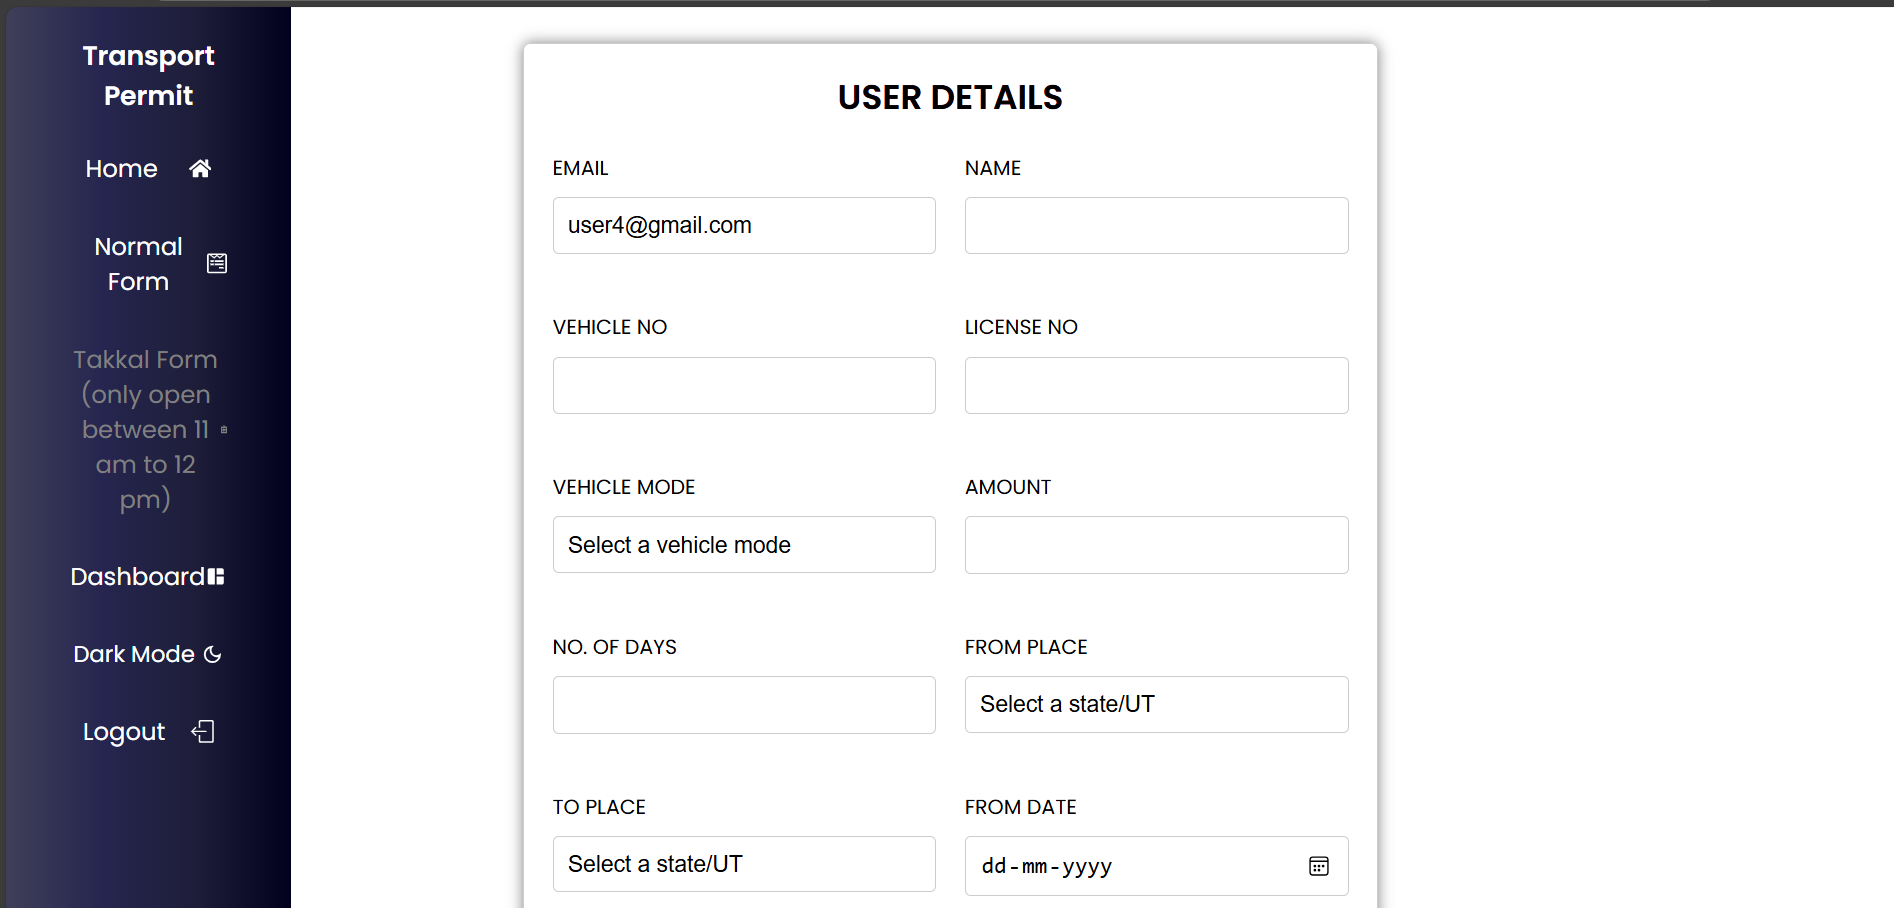 Transport
Permit
Home
Normal
Form
Takkal Form
(only open
between 11
am to 12
pm)
Dashboard
Dark Mode
Logout
USER DETAILS
EMAIL
NAME
user4@gmail.com
VEHICLE NO
LICENSE NO
VEHICLE MODE
AMOUNT
Select a vehicle mode
NO. OF DAYS
FROM PLACE
Select a state/UT
TO PLACE
FROM DATE
Select a state/UT
dd-mm-yyyy